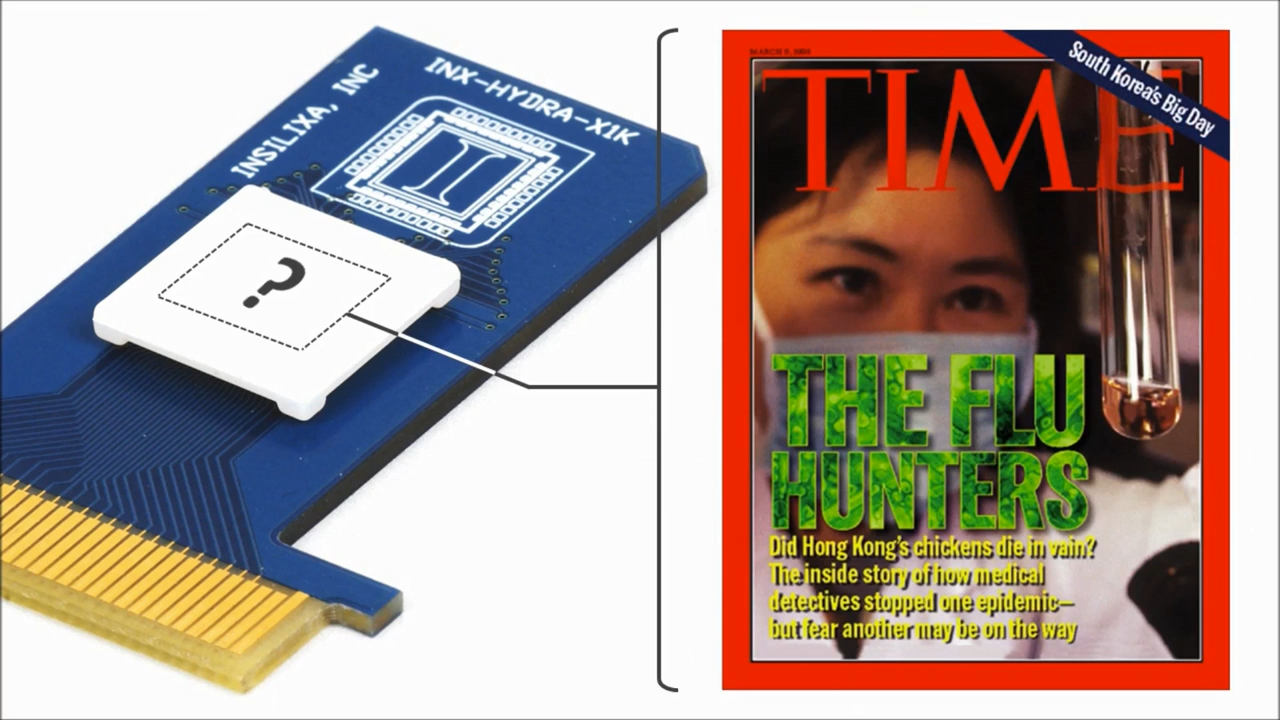 INSILIXA, INC
INX-HYDRA-X1K
?
TIME
South Korea's Big Day
THE FLU
HUNTERS
Did Hong Kong's chickens die in vain?
The inside story of how medical
detectives stopped one epidemic—
but fear another may be on the way